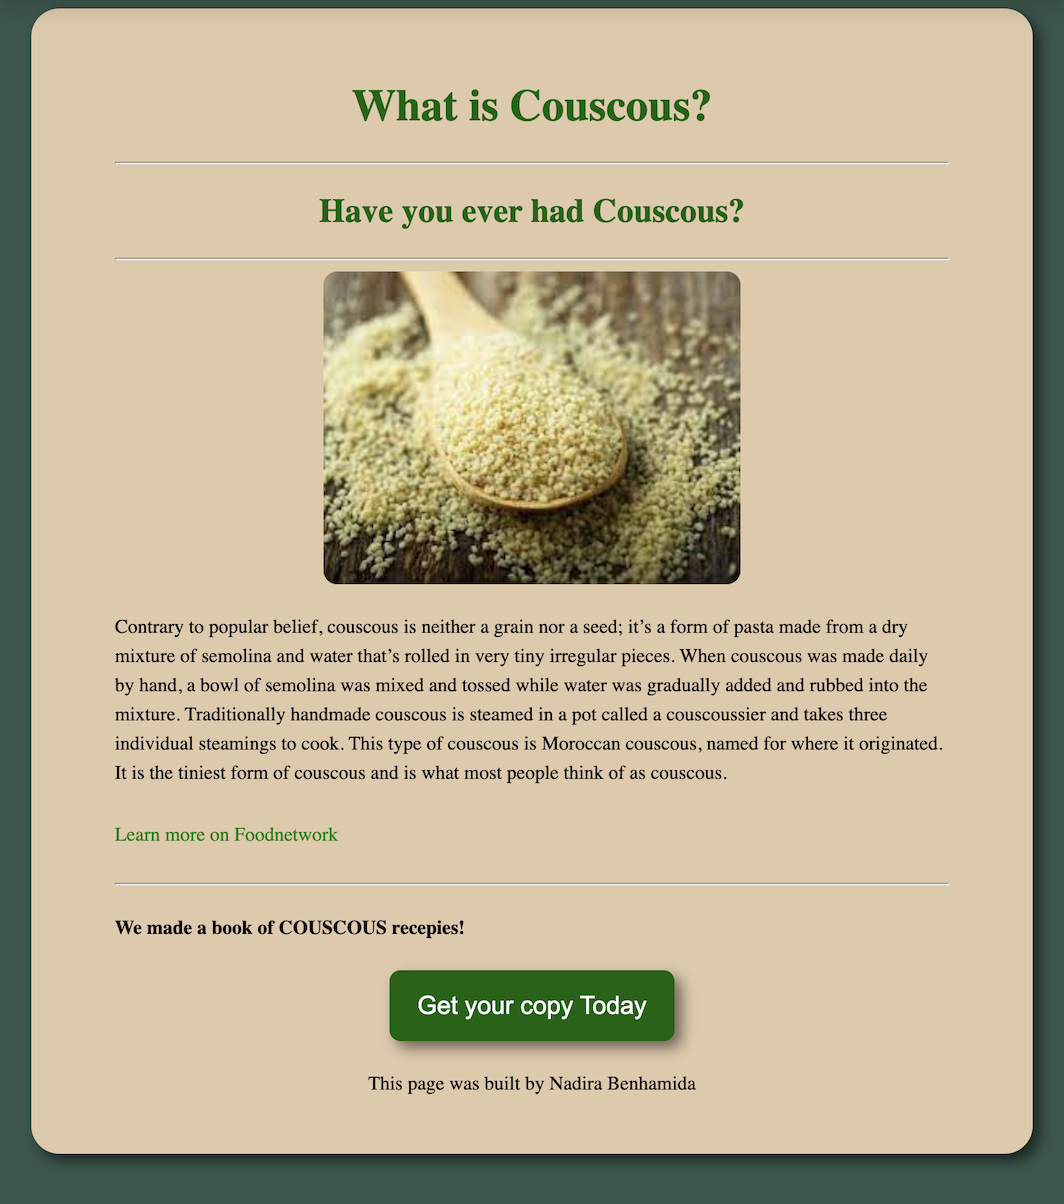 What is Couscous?
Have you ever had Couscous?
Contrary to popular belief, couscous is neither a grain nor a seed; it’s a form of pasta made from a dry
mixture of semolina and water that’s rolled in very tiny irregular pieces. When couscous was made daily
by hand, a bowl of semolina was mixed and tossed while water was gradually added and rubbed into the
mixture. Traditionally handmade couscous is steamed in a pot called a couscoussier and takes three
individual steamings to cook. This type of couscous is Moroccan couscous, named for where it originated.
It is the tiniest form of couscous and is what most people think of as couscous.
Learn more on Foodnetwork
We made a book of COUSCOUS recepies!
Get your copy Today
This page was built by Nadira Benhamida